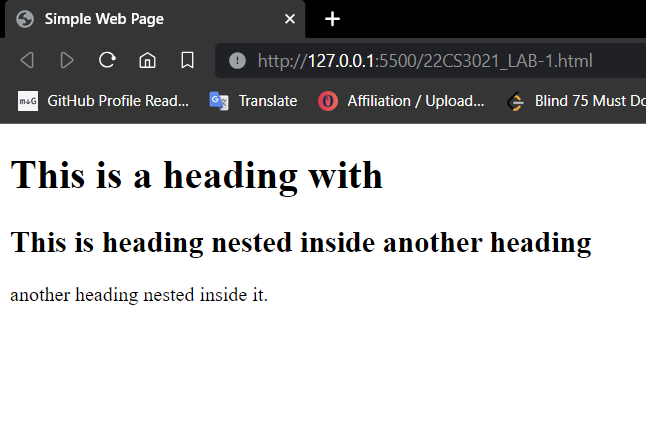 Simple Web Page
http://127.0.0.1:5500/22CS3021_LAB-1.html
m↓G GitHub Profile Read... Translate Affiliation / Upload... Blind 75 Must Do
This is a heading with
This is heading nested inside another heading
another heading nested inside it.